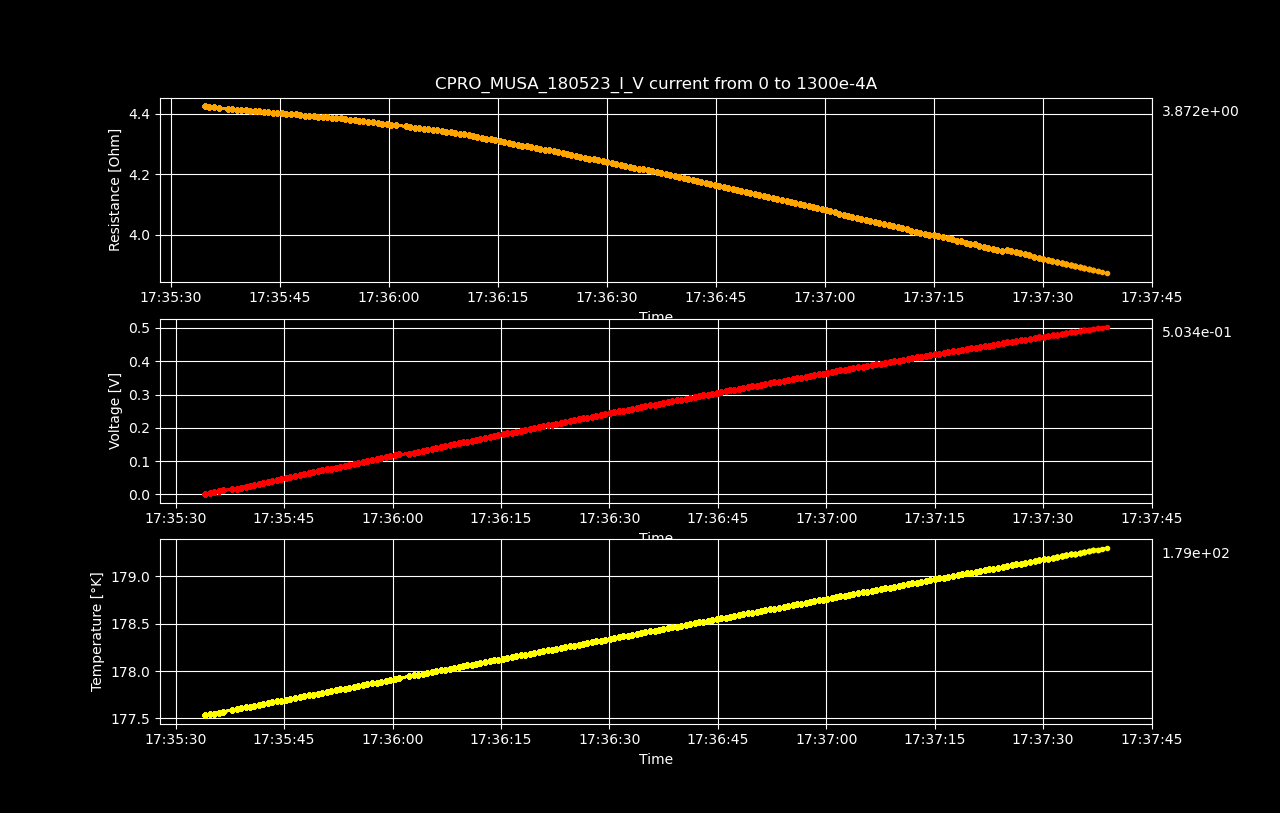 CPRO_MUSA_180523_I_V current from 0 to 1300e-4A
3.872e+00
4.4
4.2
4.0
Resistance [Ohm]
17:35:30 17:35:45 17:36:00 17:36:15 17:36:30 17:36:45 17:37:00 17:37:15 17:37:30 17:37:45
Time
5.034e-01
0.5
0.4
0.3
0.2
0.1
0.0
Voltage [V]
17:35:30 17:35:45 17:36:00 17:36:15 17:36:30 17:36:45 17:37:00 17:37:15 17:37:30 17:37:45
Time
1.79e+02
179.0
178.5
178.0
177.5
Temperature [°K]
17:35:30 17:35:45 17:36:00 17:36:15 17:36:30 17:36:45 17:37:00 17:37:15 17:37:30 17:37:45
Time